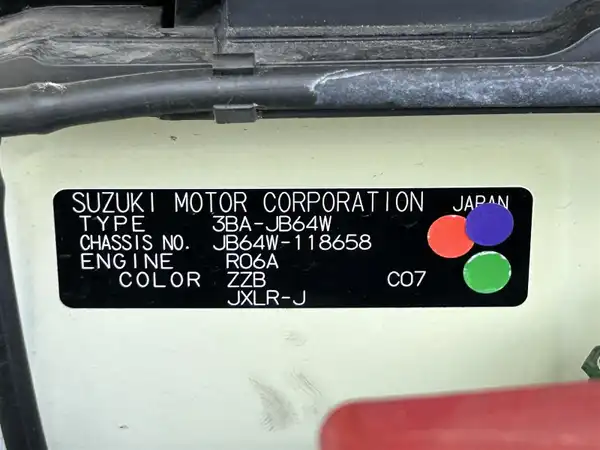 SUZUKI MOTOR CORPORATION JAPAN
TYPE 3BA-JB64W
CHASSIS NO. JB64W-118658
ENGINE R06A
COLOR ZZB C07
JXLR-J